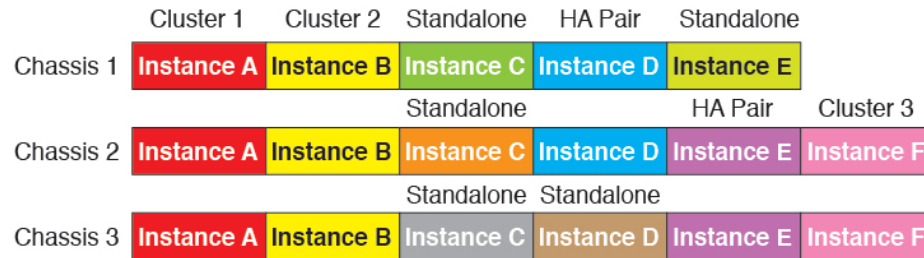 Cluster 1 Cluster 2 Standalone HA Pair Standalone
Chassis 1 Instance A Instance B Instance C Instance D Instance E
Standalone HA Pair Cluster 3
Chassis 2 Instance A Instance B Instance C Instance D Instance E Instance F
Standalone Standalone
Chassis 3 Instance A Instance B Instance C Instance D Instance E Instance F